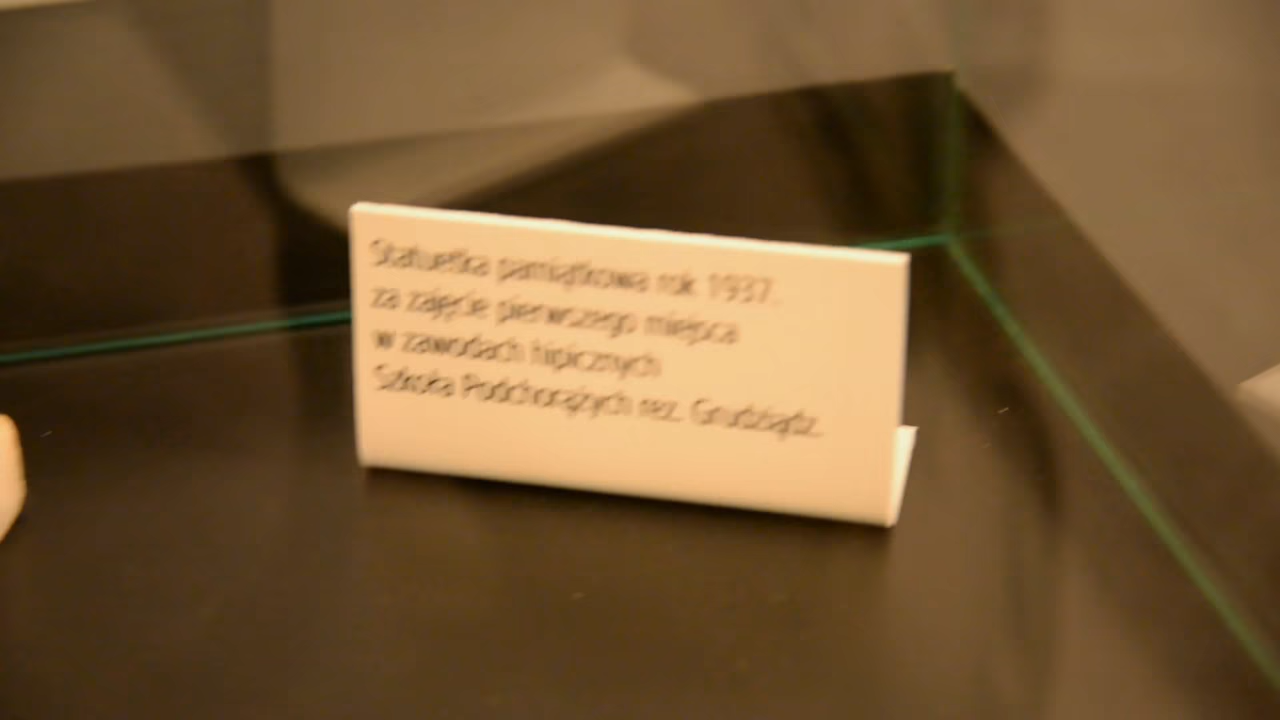 Statuetka pamiątkowa rok 1937.
za zajęcie pierwszego miejsca
w zawodach hipicznych
Szkoła Podchorążych rez. Grudziądz.